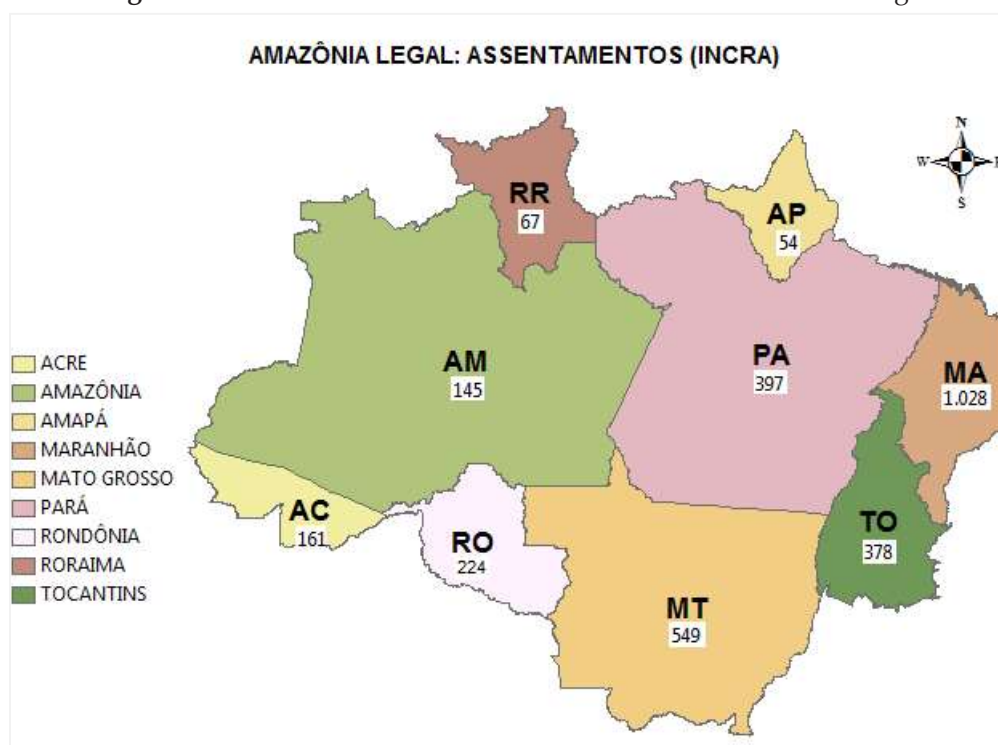 AMAZÔNIA LEGAL: ASSENTAMENTOS (INCRA)
N
W
S
RR
67
AP
54
AM
145
PA
397
MA
1.028
AC
161
RO
224
MT
549
TO
378
ACRE
AMAZÔNIA
AMAPÁ
MARANHÃO
MATO GROSSO
PARÁ
RONDÔNIA
RORAIMA
TOCANTINS